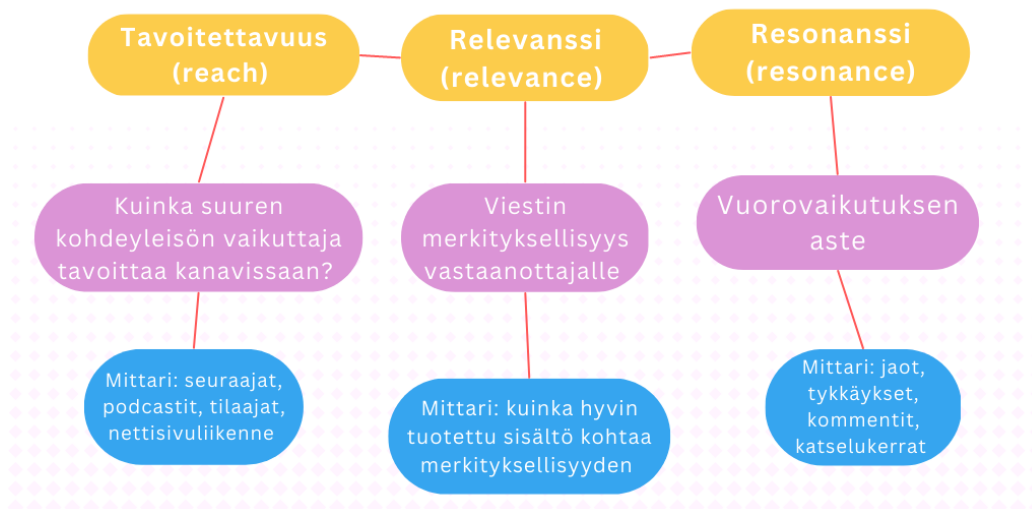 Tavoitettavuus
(reach)
Relevanssi
(relevance)
Resonanssi
(resonance)
Kuinka suuren
kohdeyleisön vaikuttaja
tavoittaa kanavissaan?
Viestin
merkityksellisyys
vastaanottajalle
Vuorovaikutuksen
aste
Mittari: seuraajat,
podcastit, tilaajat,
nettisivuliikenne
Mittari: kuinka hyvin
tuotettu sisältö kohtaa
merkityksellisyyden
Mittari: jaot,
tykkäykset,
kommentit,
katselukerrat